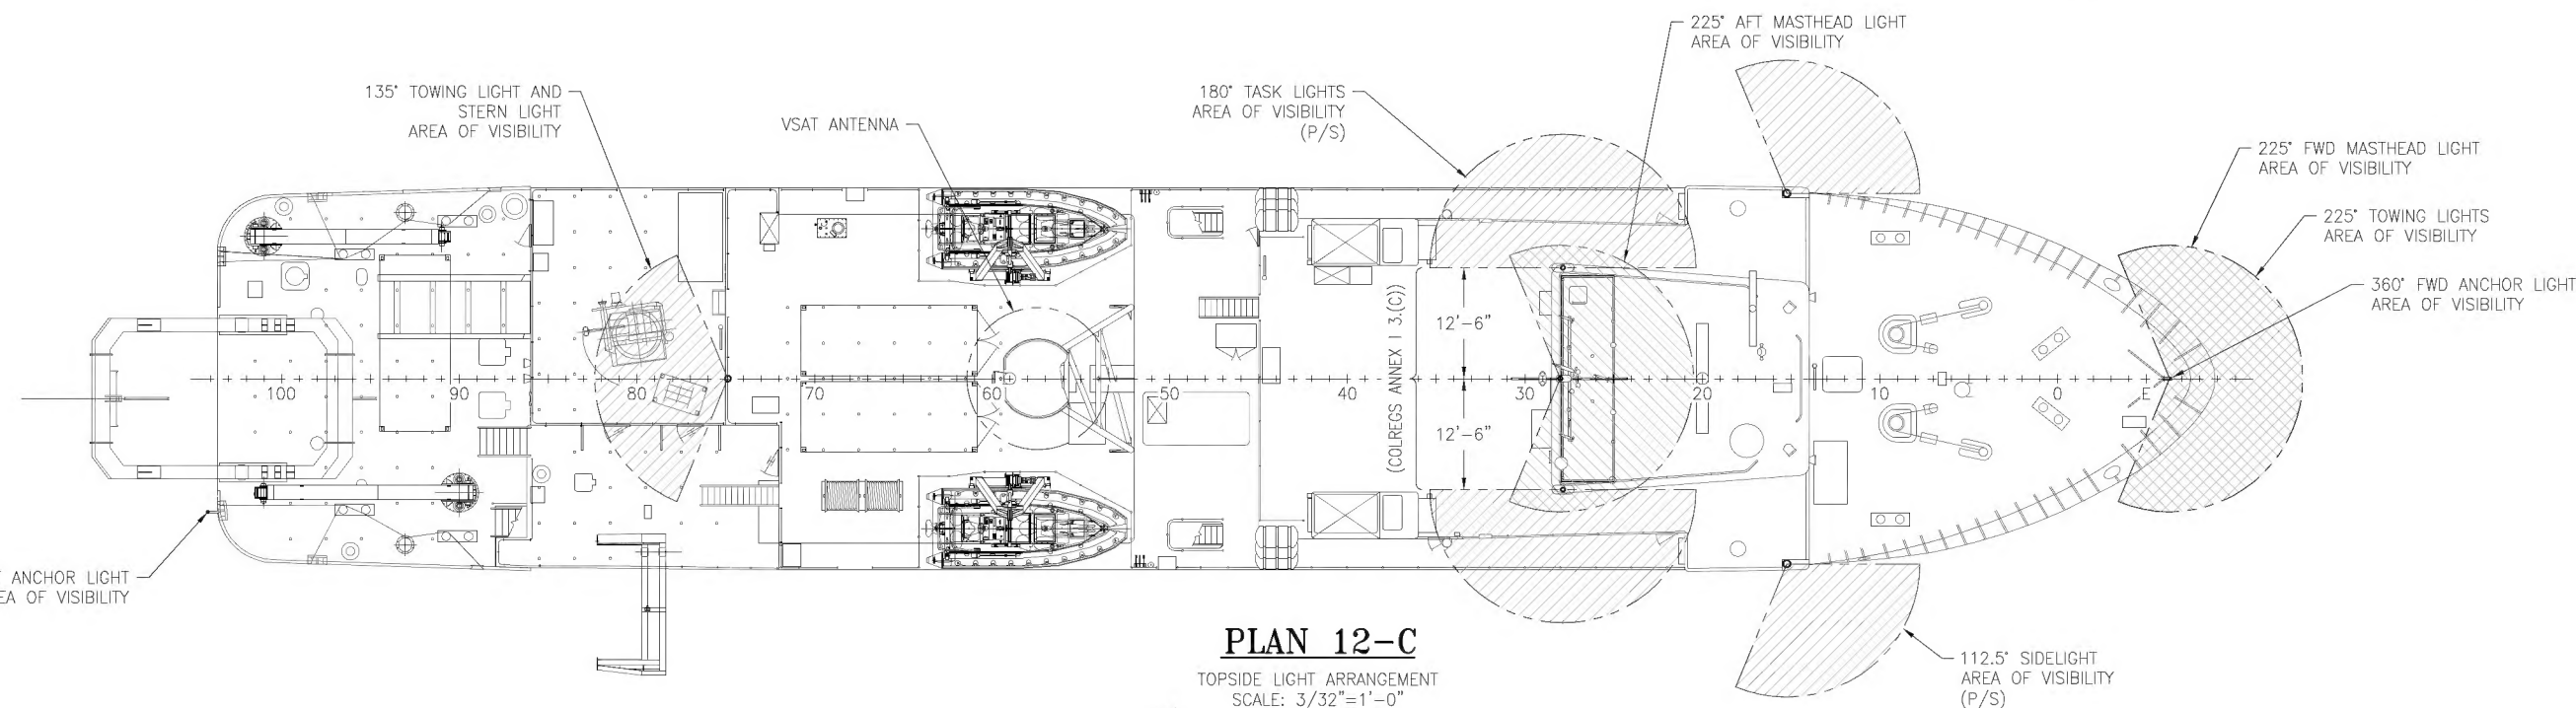 225° AFT MASTHEAD LIGHT
AREA OF VISIBILITY
135° TOWING LIGHT AND
STERN LIGHT
AREA OF VISIBILITY
VSAT ANTENNA
180° TASK LIGHTS
AREA OF VISIBILITY
(P/S)
225° FWD MASTHEAD LIGHT
AREA OF VISIBILITY
225° TOWING LIGHTS
AREA OF VISIBILITY
360° FWD ANCHOR LIGHT
AREA OF VISIBILITY
(COLREGS ANNEX I 3.(C))
12'-6"
12'-6"
100 90 80 70 60 50 40 30 20 10 0 E
ANCHOR LIGHT
OF VISIBILITY
PLAN 12-C
TOPSIDE LIGHT ARRANGEMENT
SCALE: 3/32"=1'-0"
112.5° SIDELIGHT
AREA OF VISIBILITY
(P/S)